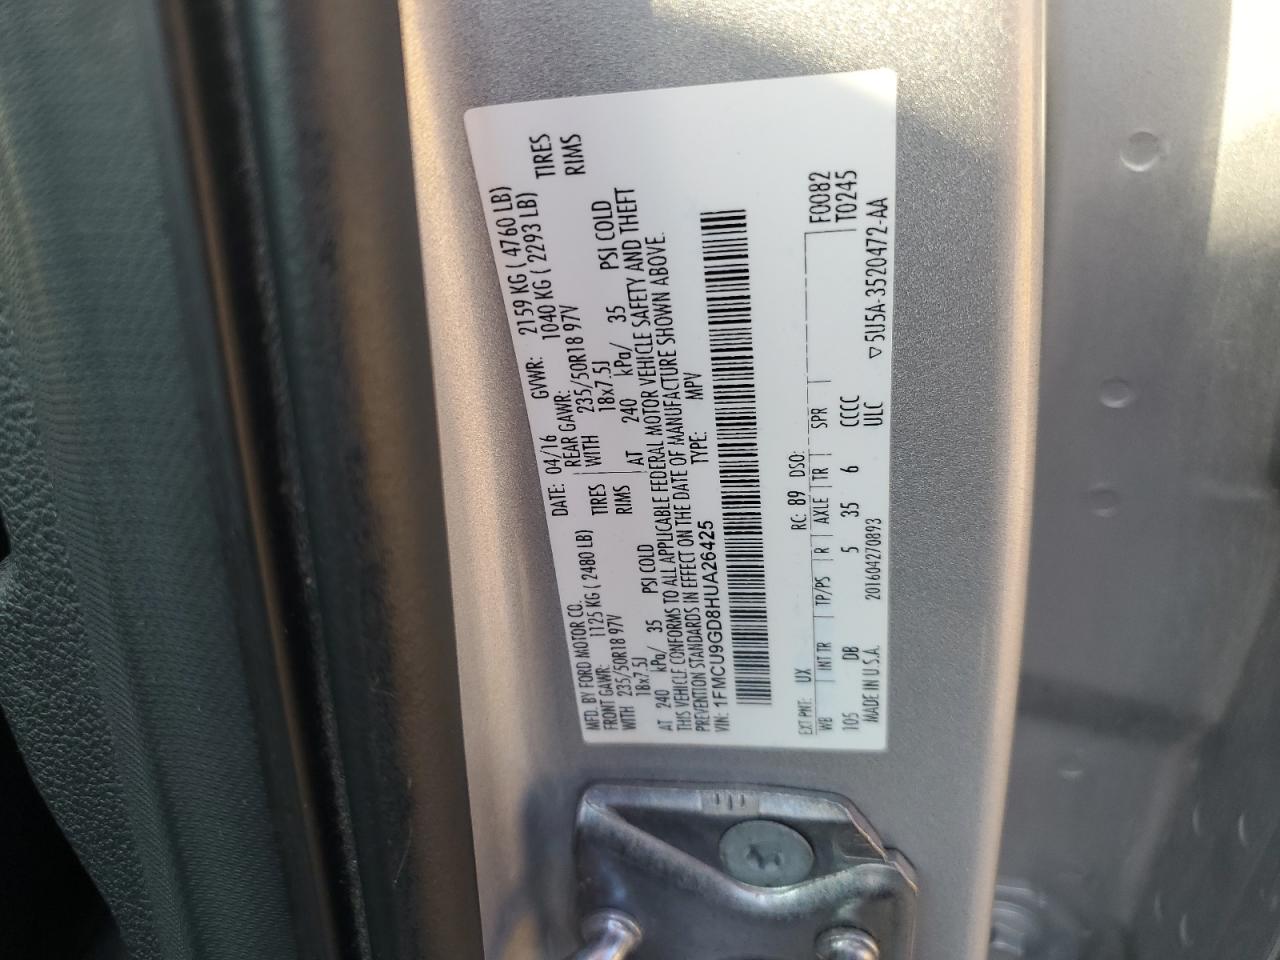 MFD. BY FORD MOTOR CO. DATE: 04/16 GVWR: 2159 KG ( 4760 LB)
FRONT GAWR: 1125 KG ( 2480 LB) REAR GAWR: 1040 KG ( 2293 LB)
WITH 235/50R18 97V TIRES WITH 235/50R18 97V TIRES
18x7.5J RIMS 18x7.5J RIMS
AT 240 kPa/ 35 PSI COLD AT 240 kPa/ 35 PSI COLD
THIS VEHICLE CONFORMS TO ALL APPLICABLE FEDERAL MOTOR VEHICLE SAFETY AND THEFT
PREVENTION STANDARDS IN EFFECT ON THE DATE OF MANUFACTURE SHOWN ABOVE.
VIN: 1FMCU9GD8HUA26425 TYPE: MPV
EXT PNT: UX RC: 89 DSO: F0082
WB INT TR TP/PS R AXLE TR SPR T0245
105 DB 5 35 6 CCCC
MADE IN U.S.A. 201604270893 ULC ▽5U5A-3520472-AA